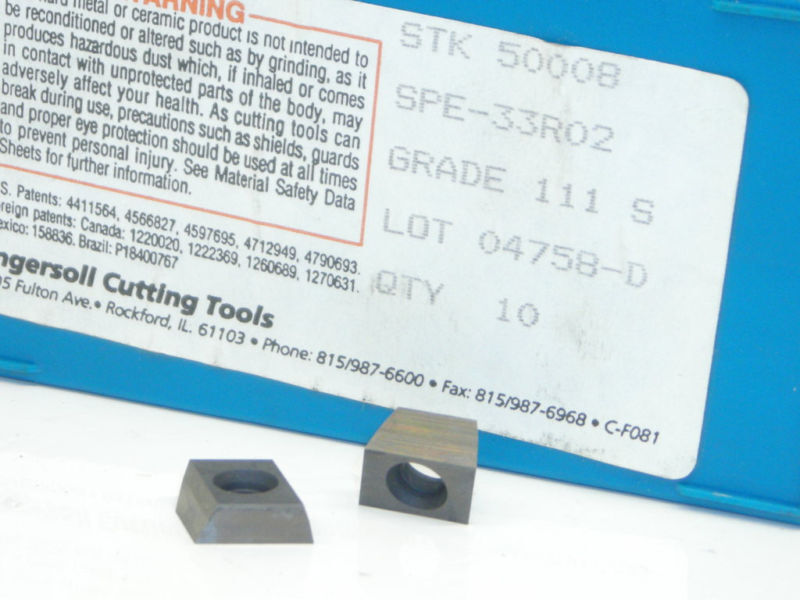 WARNING
hard metal or ceramic product is not intended to
be reconditioned or altered such as by grinding, as it
produces hazardous dust which, if inhaled or comes
in contact with unprotected parts of the body, may
adversely affect your health. As cutting tools can
break during use, precautions such as shields, guards
and proper eye protection should be used at all times
to prevent personal injury. See Material Safety Data
Sheets for further information.
S. Patents: 4411564, 4566827, 4597695, 4712949, 4790693.
reign patents: Canada: 1220020, 1222369, 1260689, 1270631.
exico: 158836. Brazil: P18400767
ngersoll Cutting Tools
05 Fulton Ave. • Rockford, IL. 61103 • Phone: 815/987-6600 • Fax: 815/987-6968 • C-F081
STK 50008
SPE-33R02
GRADE 111 S
LOT 04758-D
QTY 10